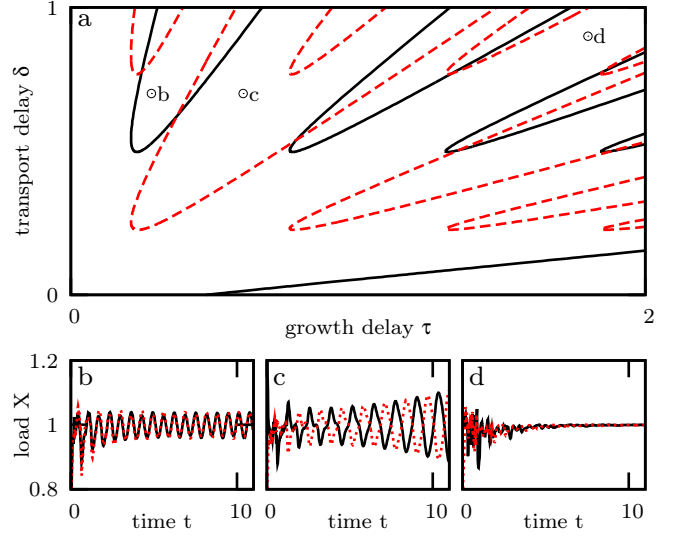 1
a
d
b
c
transport delay δ
0
0
growth delay τ
2
1.2
b
c
d
load X
1
0.8
0
10
0
10
0
10
time t
time t
time t